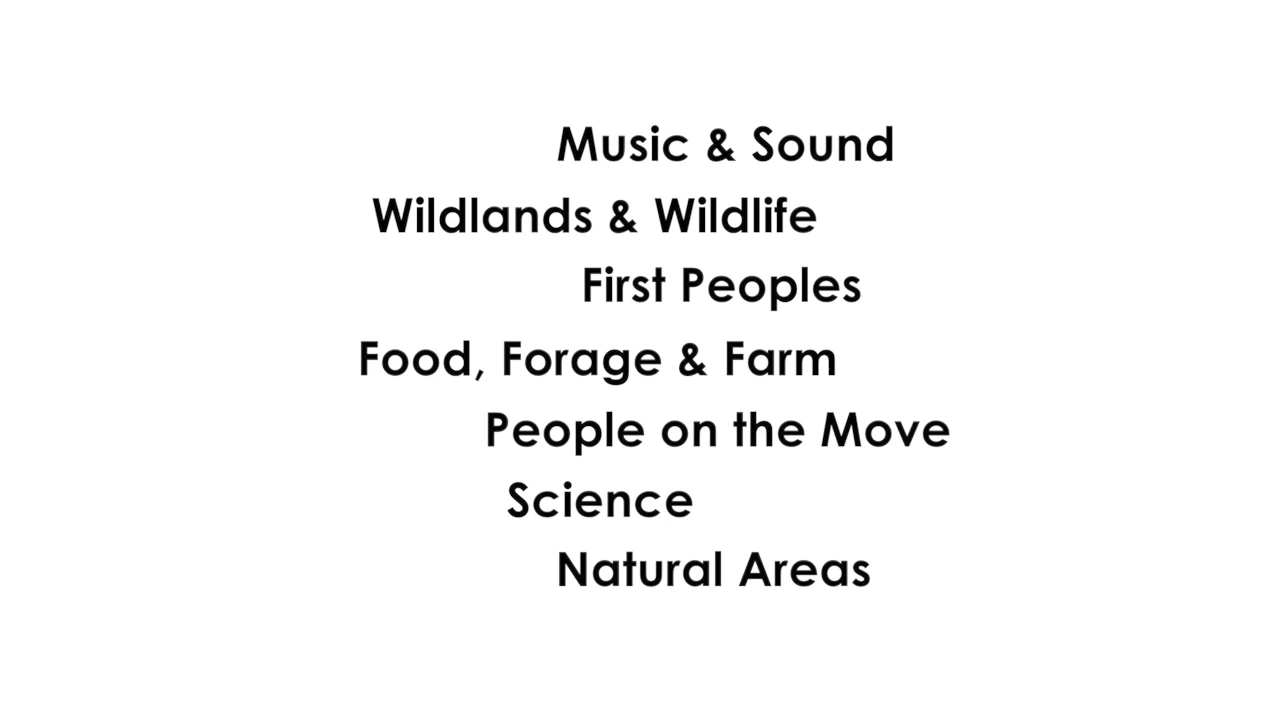 Music & Sound
Wildlands & Wildlife
First Peoples
Food, Forage & Farm
People on the Move
Science
Natural Areas